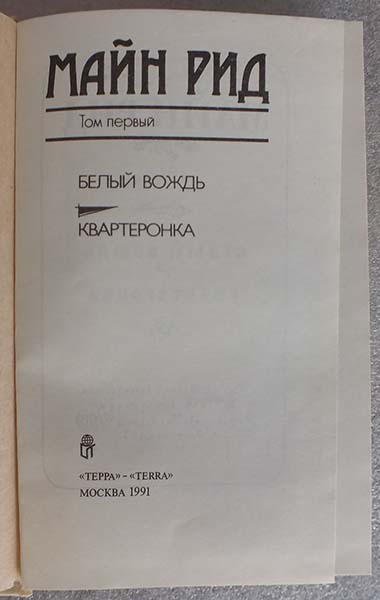 МАЙН РИД
Том первый
БЕЛЫЙ ВОЖДЬ
КВАРТЕРОНКА
«ТЕРРА» – «TERRA»
МОСКВА 1991